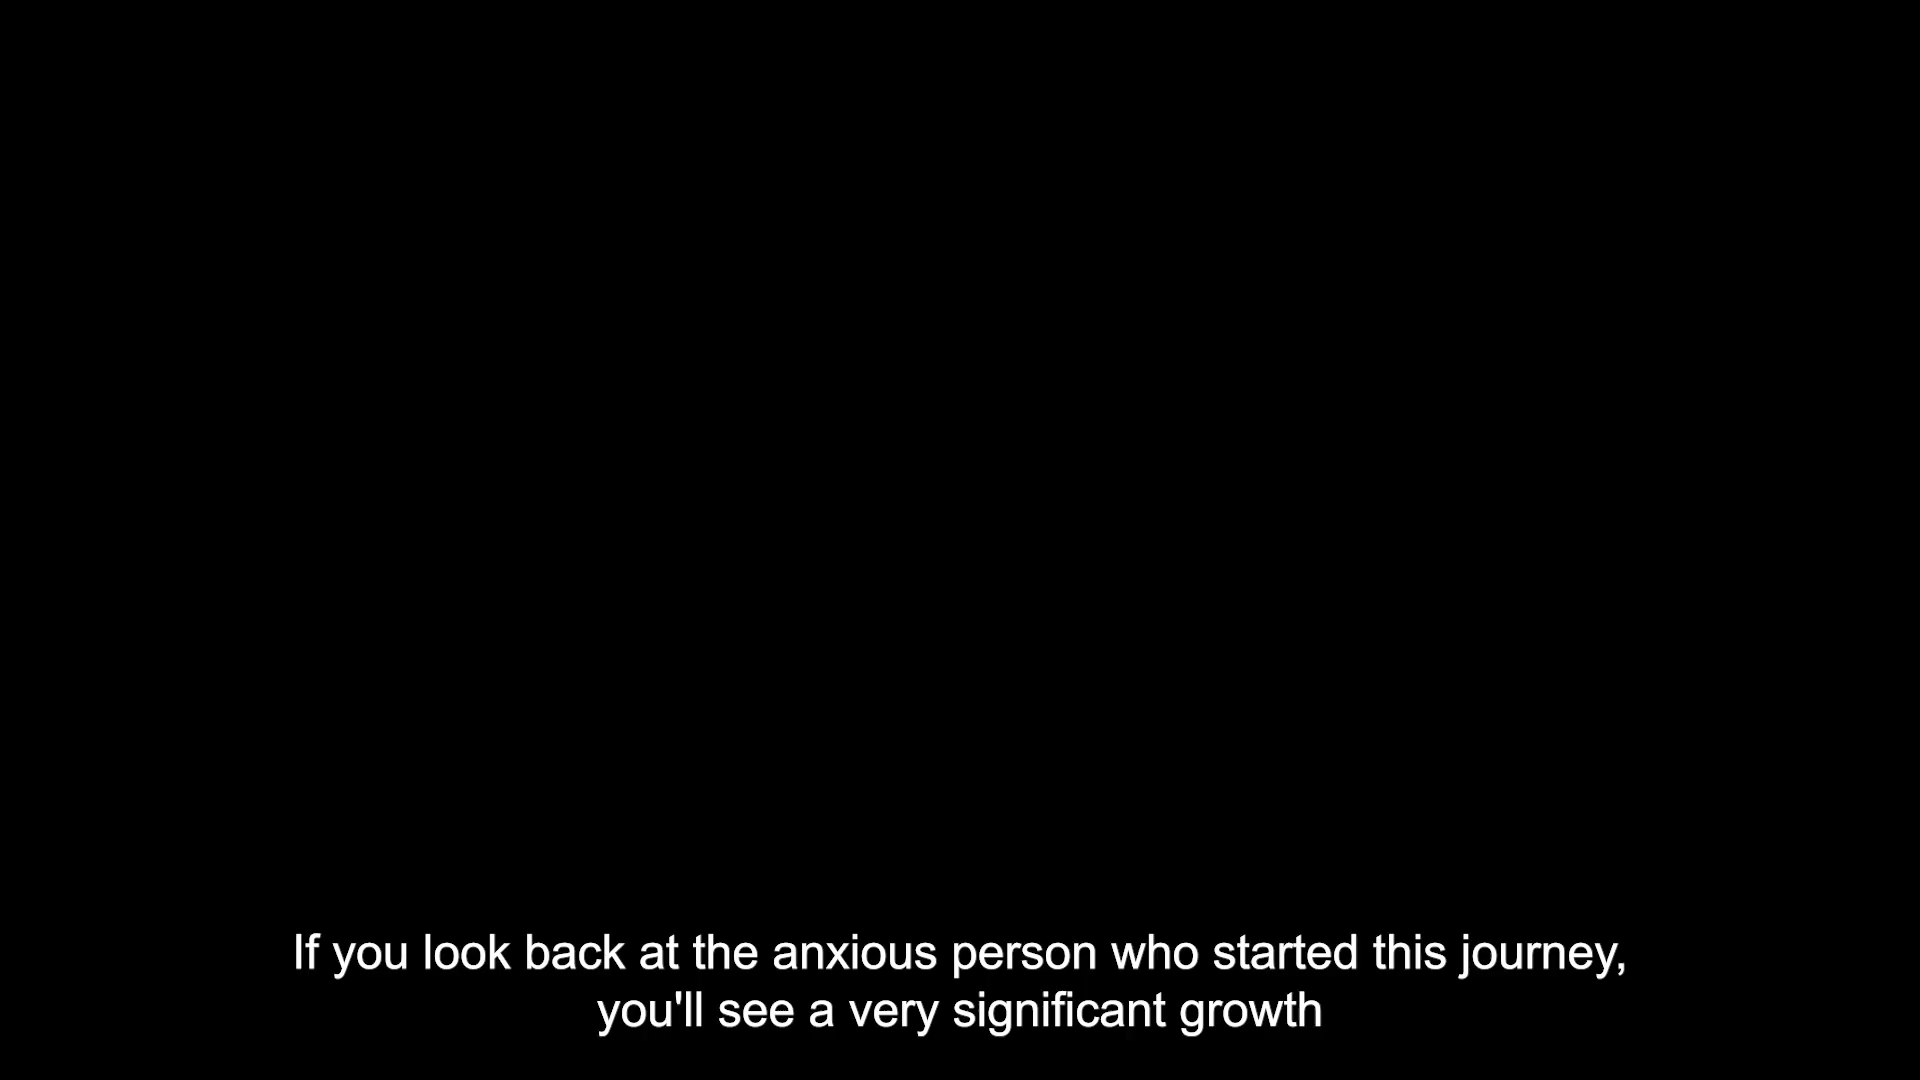 If you look back at the anxious person who started this journey,
you'll see a very significant growth